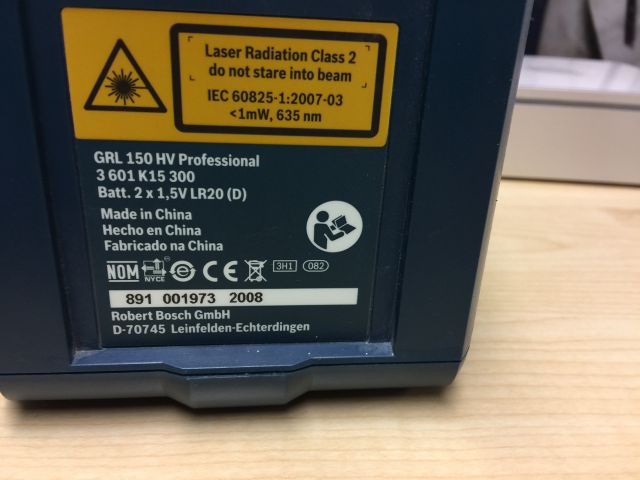 Laser Radiation Class 2
do not stare into beam
IEC 60825-1:2007-03
<1mW, 635 nm
GRL 150 HV Professional
3 601 K15 300
Batt. 2 x 1,5V LR20 (D)
Made in China
Hecho en China
Fabricado na China
NOM NYCE CE 3H1 082
891 001973 2008
Robert Bosch GmbH
D-70745 Leinfelden-Echterdingen